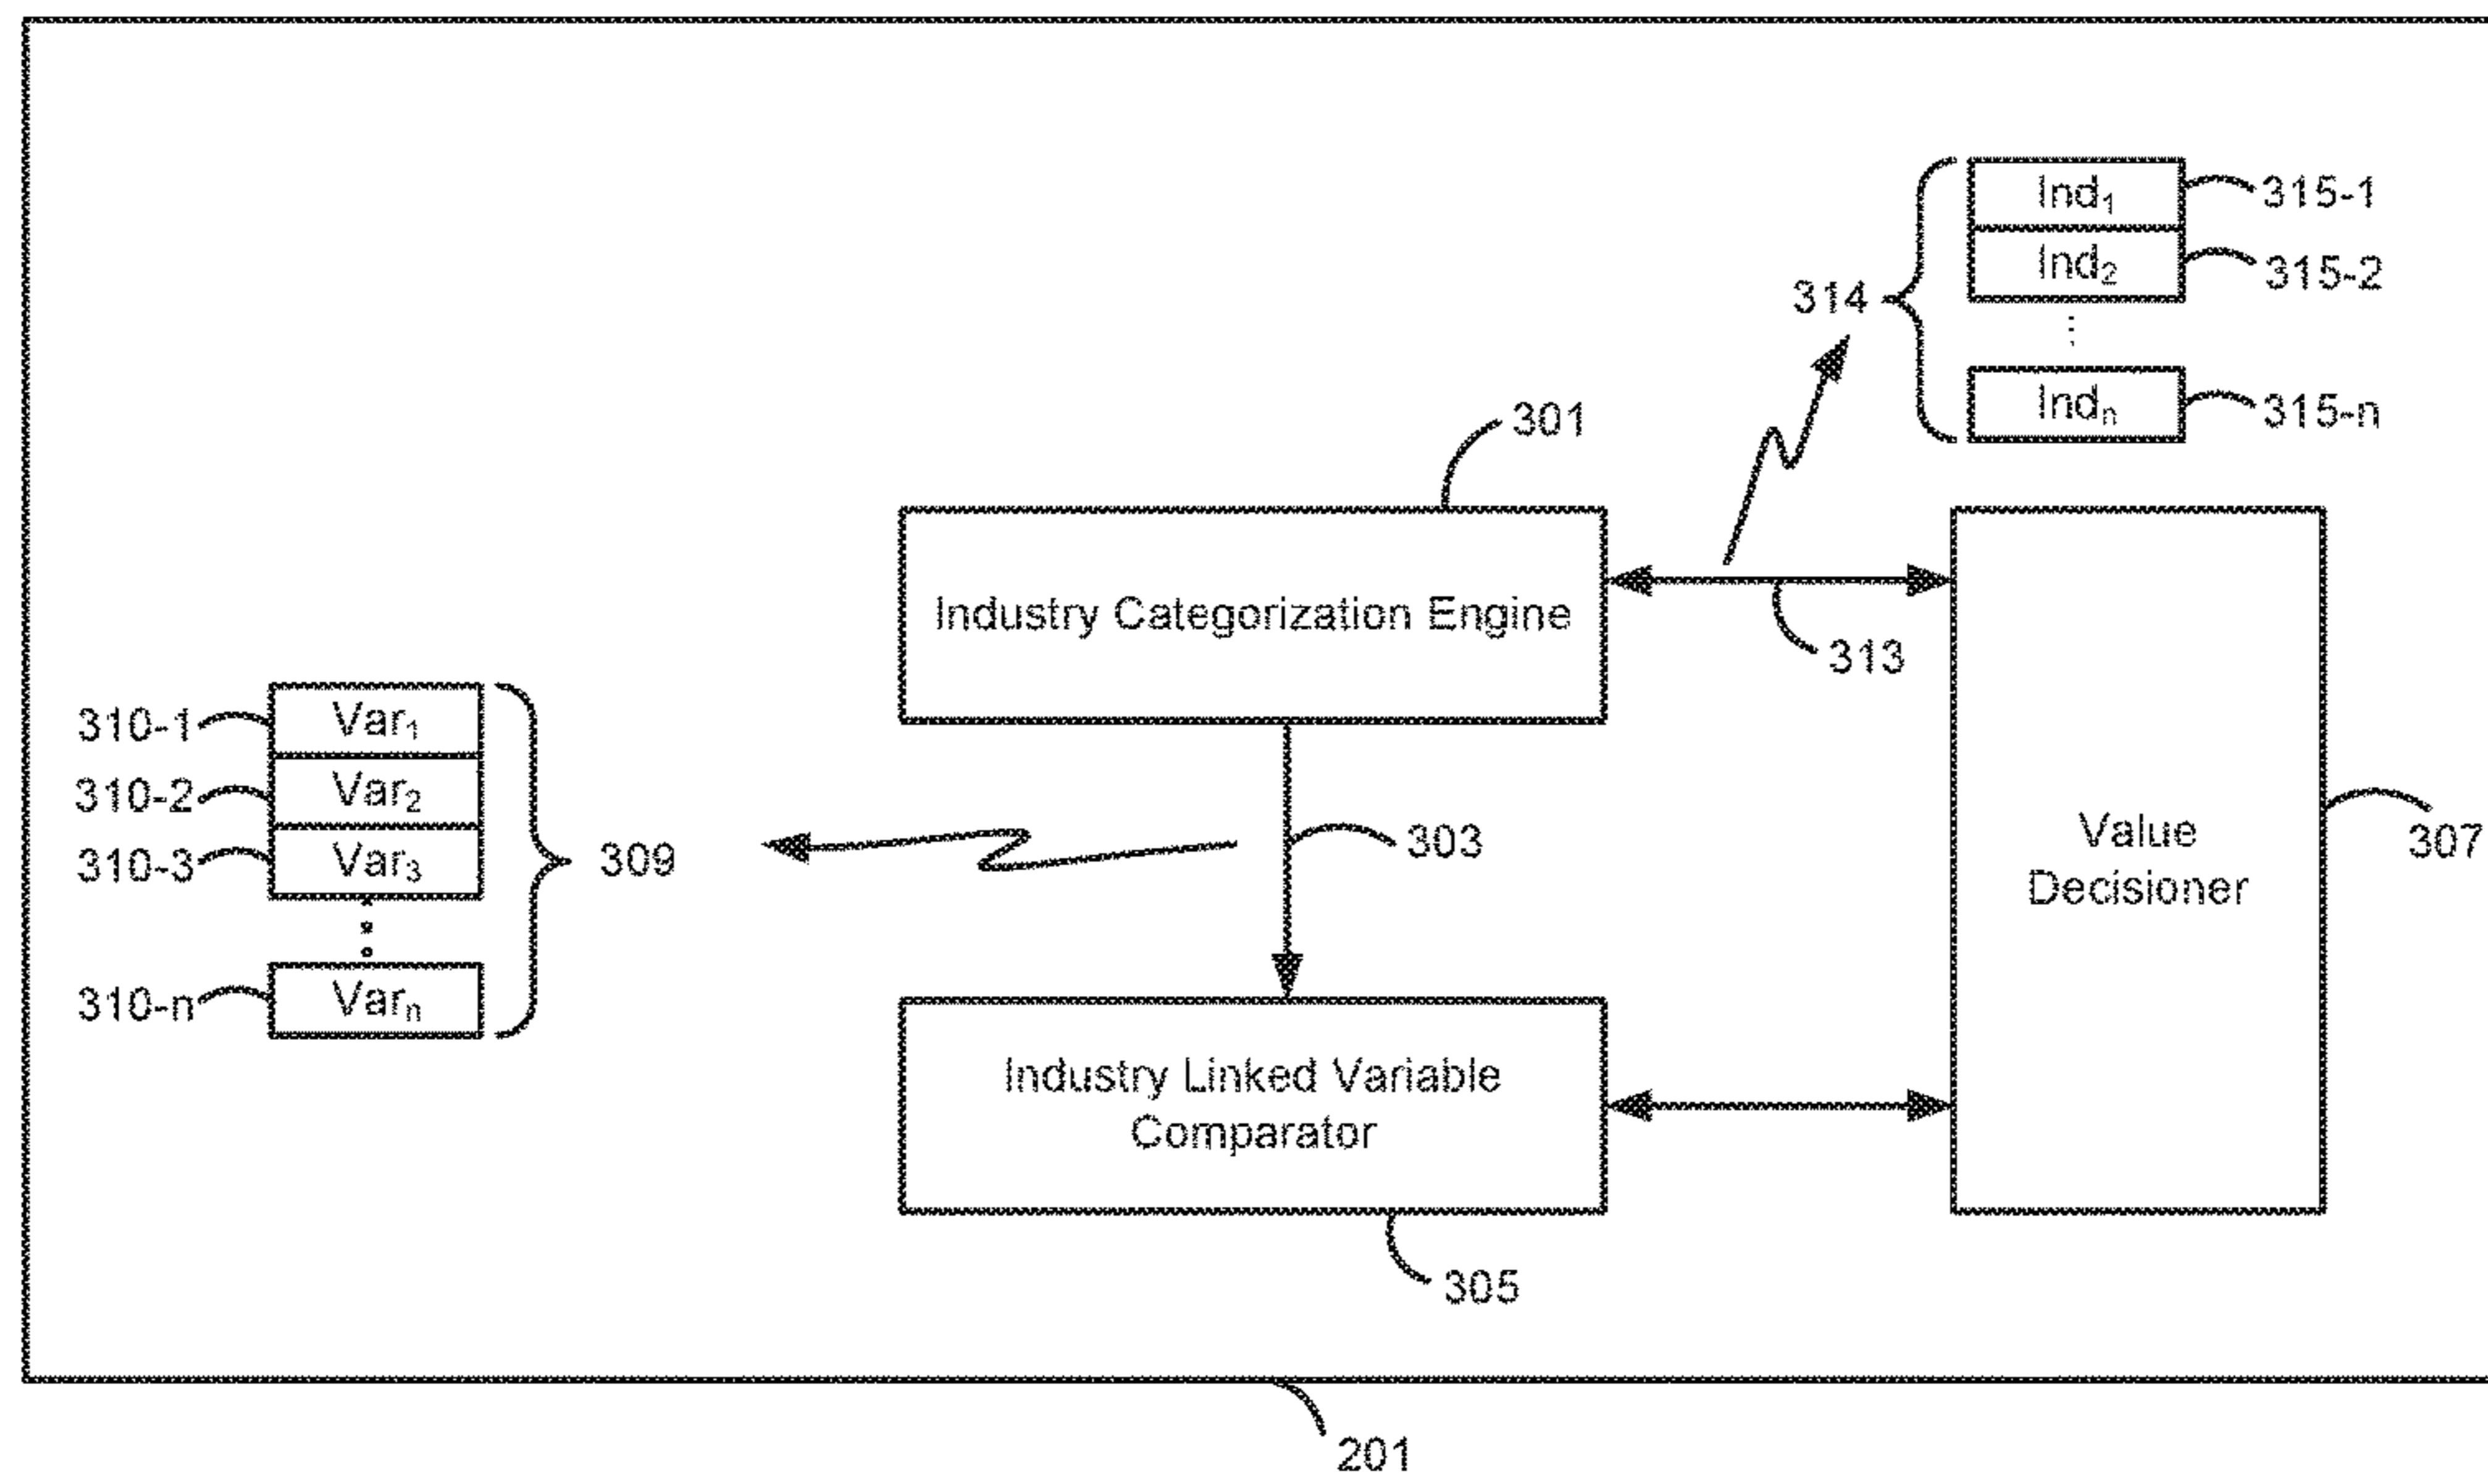 Ind₁
315-1
Ind₂
315-2
314
Indₙ
315-n
301
Industry Categorization Engine
313
310-1
Var₁
310-2
Var₂
310-3
Var₃
309
303
Value
Decisioner
307
310-n
Varₙ
Industry Linked Variable
Comparator
305
201